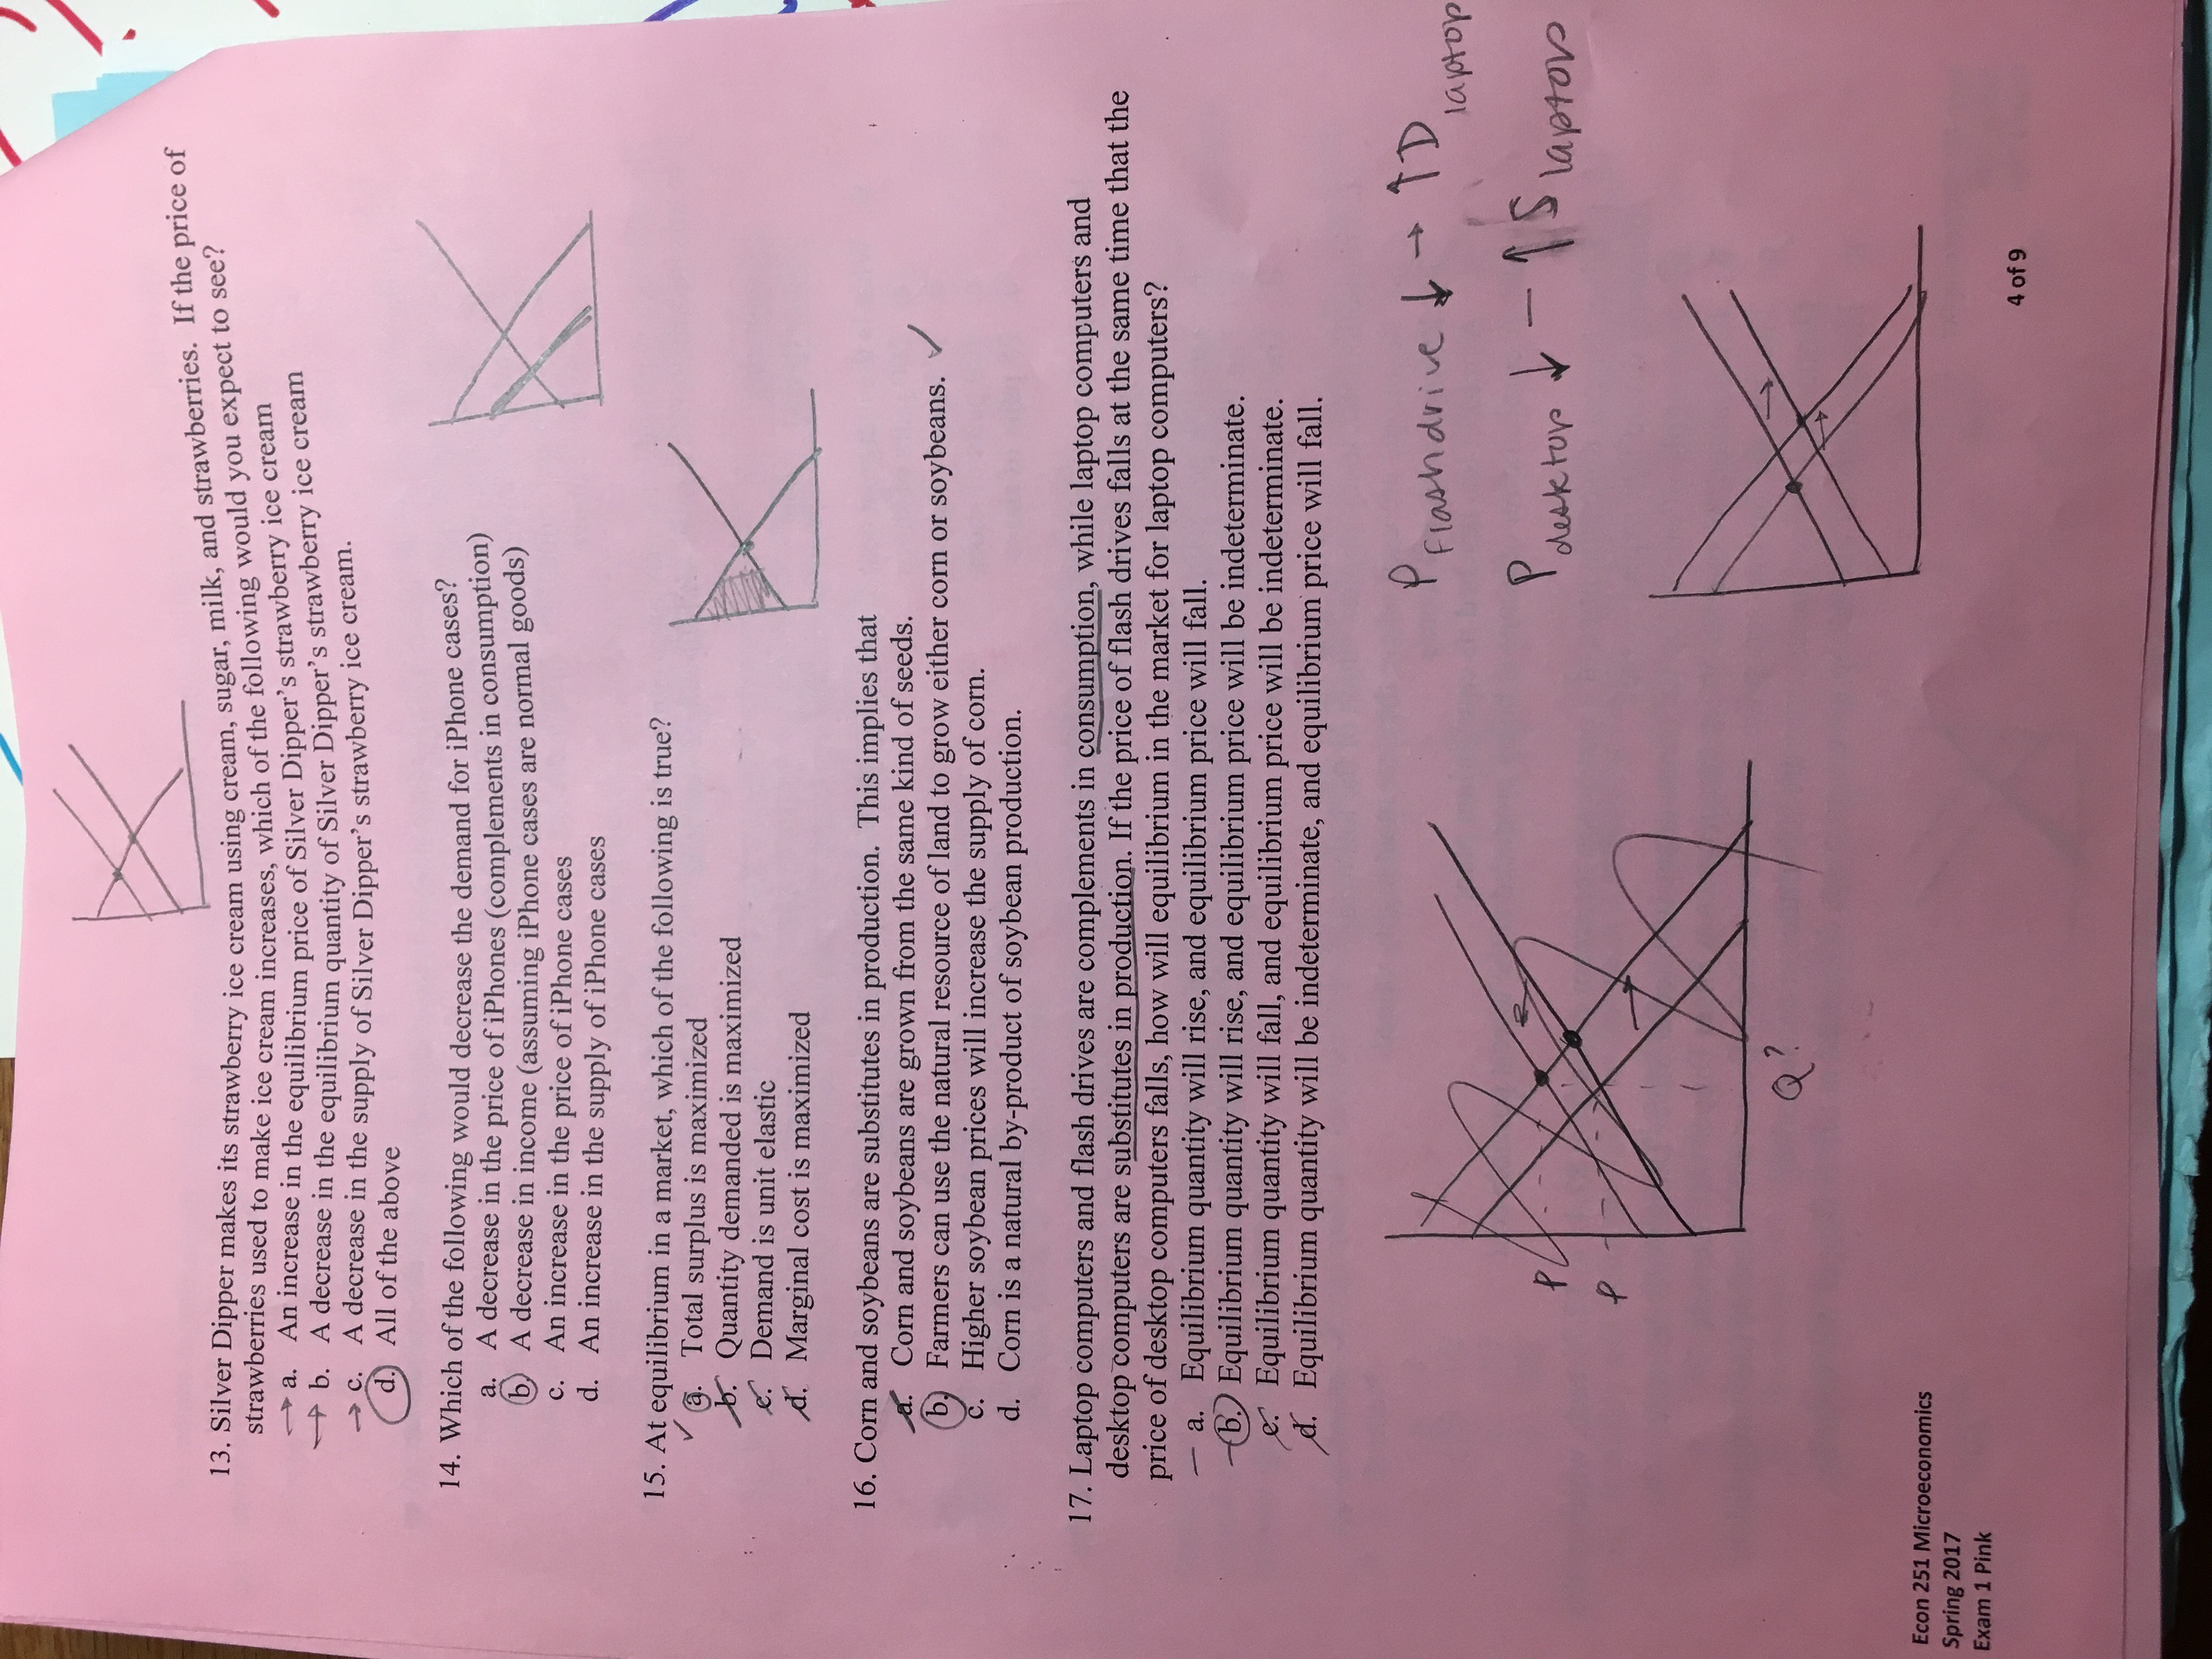 13. Silver Dipper makes its strawberry ice cream using cream, sugar, milk, and strawberries. If the price of
strawberries used to make ice cream increases, which of the following would you expect to see?
→ a. An increase in the equilibrium price of Silver Dipper's strawberry ice cream
→ b. A decrease in the equilibrium quantity of Silver Dipper's strawberry ice cream
→ c. A decrease in the supply of Silver Dipper's strawberry ice cream.
d. All of the above
14. Which of the following would decrease the demand for iPhone cases?
a. A decrease in the price of iPhones (complements in consumption)
b. A decrease in income (assuming iPhone cases are normal goods)
c. An increase in the price of iPhone cases
d. An increase in the supply of iPhone cases
15. At equilibrium in a market, which of the following is true?
✓ a. Total surplus is maximized
b. Quantity demanded is maximized
c. Demand is unit elastic
d. Marginal cost is maximized
16. Corn and soybeans are substitutes in production. This implies that
a. Corn and soybeans are grown from the same kind of seeds.
b. Farmers can use the natural resource of land to grow either corn or soybeans. ✓
c. Higher soybean prices will increase the supply of corn.
d. Corn is a natural by-product of soybean production.
17. Laptop computers and flash drives are complements in consumption, while laptop computers and
desktop computers are substitutes in production. If the price of flash drives falls at the same time that the
price of desktop computers falls, how will equilibrium in the market for laptop computers?
— a. Equilibrium quantity will rise, and equilibrium price will fall.
— b. Equilibrium quantity will rise, and equilibrium price will be indeterminate.
c. Equilibrium quantity will fall, and equilibrium price will be indeterminate.
d. Equilibrium quantity will be indeterminate, and equilibrium price will fall.
P flashdrive ↓ → ↑D laptop
P desktop ↓ — ↑S laptops
P
P
Q?
Econ 251 Microeconomics
Spring 2017
Exam 1 Pink
4 of 9